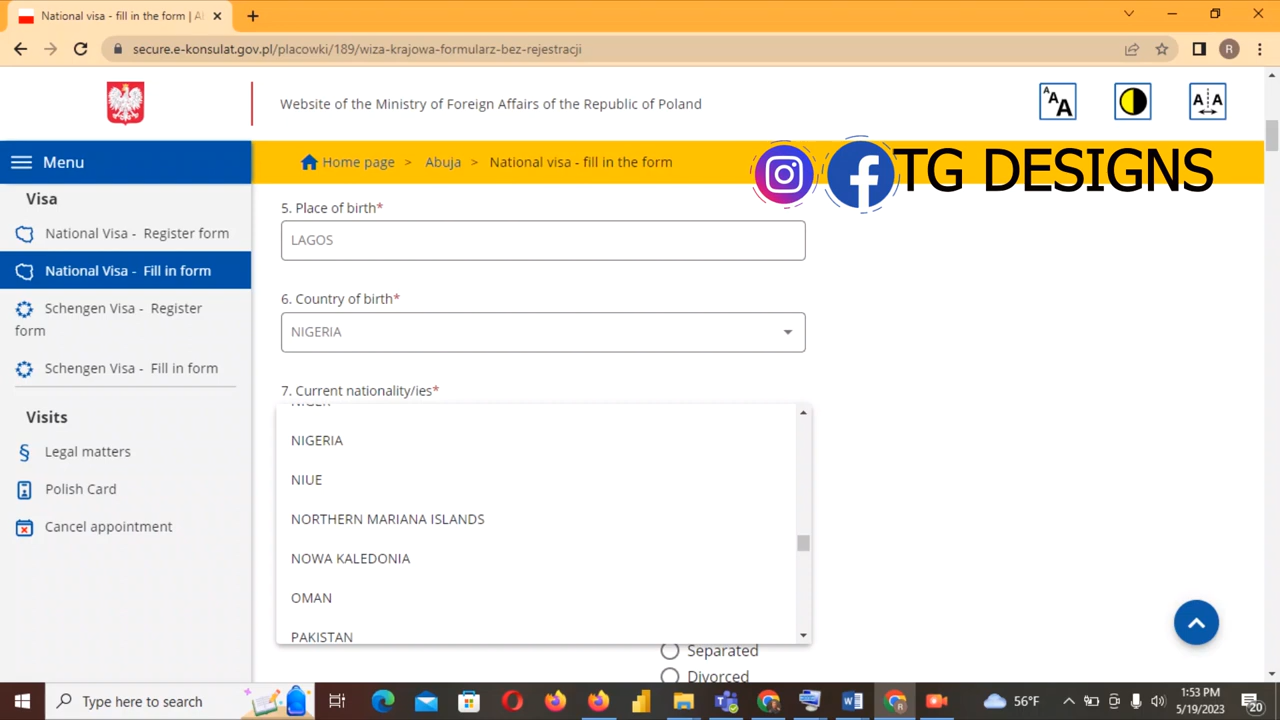 National visa - fill in the form | A
secure.e-konsulat.gov.pl/placowki/189/wiza-krajowa-formularz-bez-rejestracji
R
Website of the Ministry of Foreign Affairs of the Republic of Poland
A A A
A A
Menu
Home page > Abuja > National visa - fill in the form
TG DESIGNS
Visa
National Visa - Register form
National Visa - Fill in form
Schengen Visa - Register
form
Schengen Visa - Fill in form
Visits
Legal matters
Polish Card
Cancel appointment
5. Place of birth*
LAGOS
6. Country of birth*
NIGERIA
7. Current nationality/ies*
NIGER
NIGERIA
NIUE
NORTHERN MARIANA ISLANDS
NOWA KALEDONIA
OMAN
PAKISTAN
Separated
Divorced
Type here to search
56°F
1:53 PM
5/19/2023
20